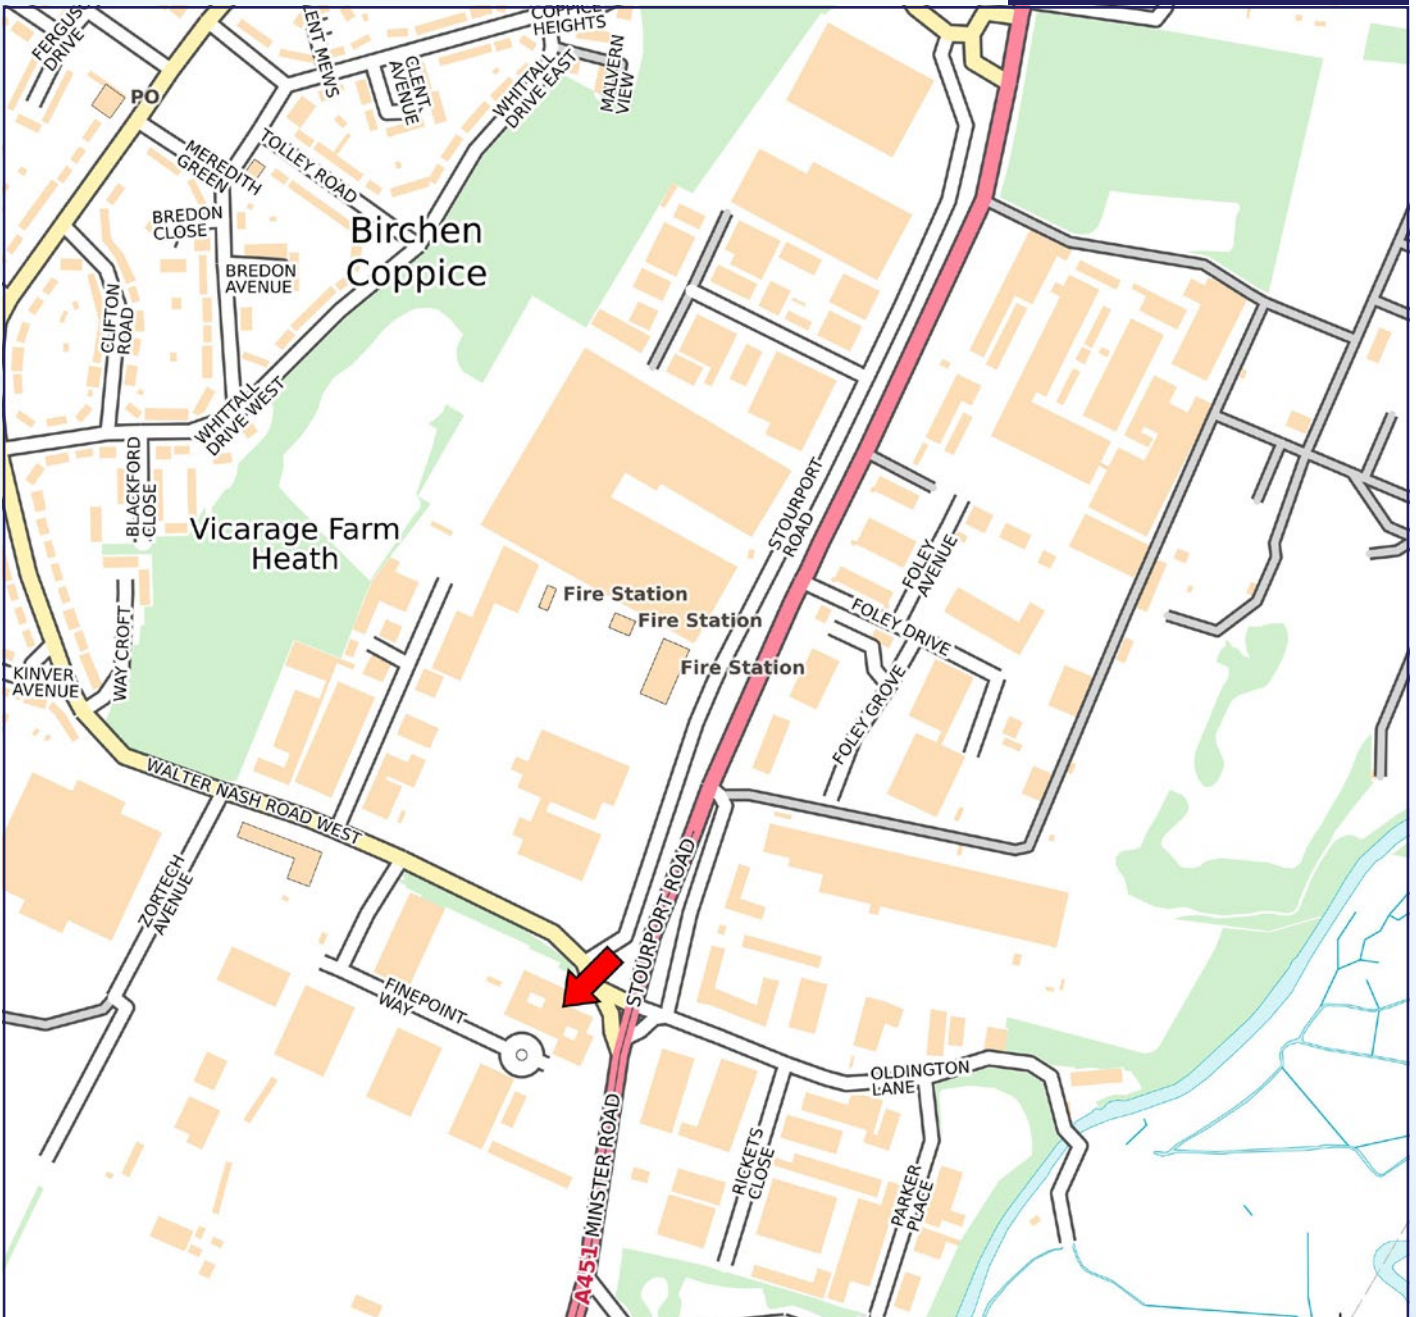 FERGUS
DRIVE
PO
CLENT
AVENUE
COPPICE
HEIGHTS
WHITTALL
DRIVE EAST
MALVERN
VIEW
MEREDITH
GREEN
TOLLEY ROAD
BREDON
CLOSE
BREDON
AVENUE
Birchen
Coppice
CLIFTON
ROAD
WHITTALL
DRIVE WEST
BLACKFORD
CLOSE
Vicarage Farm
Heath
STOURPORT
ROAD
FOLEY
AVENUE
Fire Station
Fire Station
Fire Station
FOLEY DRIVE
FOLEY GROVE
WAY CROFT
KINVER
AVENUE
WALTER NASH ROAD WEST
ZORTECH
AVENUE
STOURPORT ROAD
FINEPOINT
WAY
OLDINGTON
LANE
RICKETS
CLOSE
PARKER
PLACE
A451 MINSTER ROAD